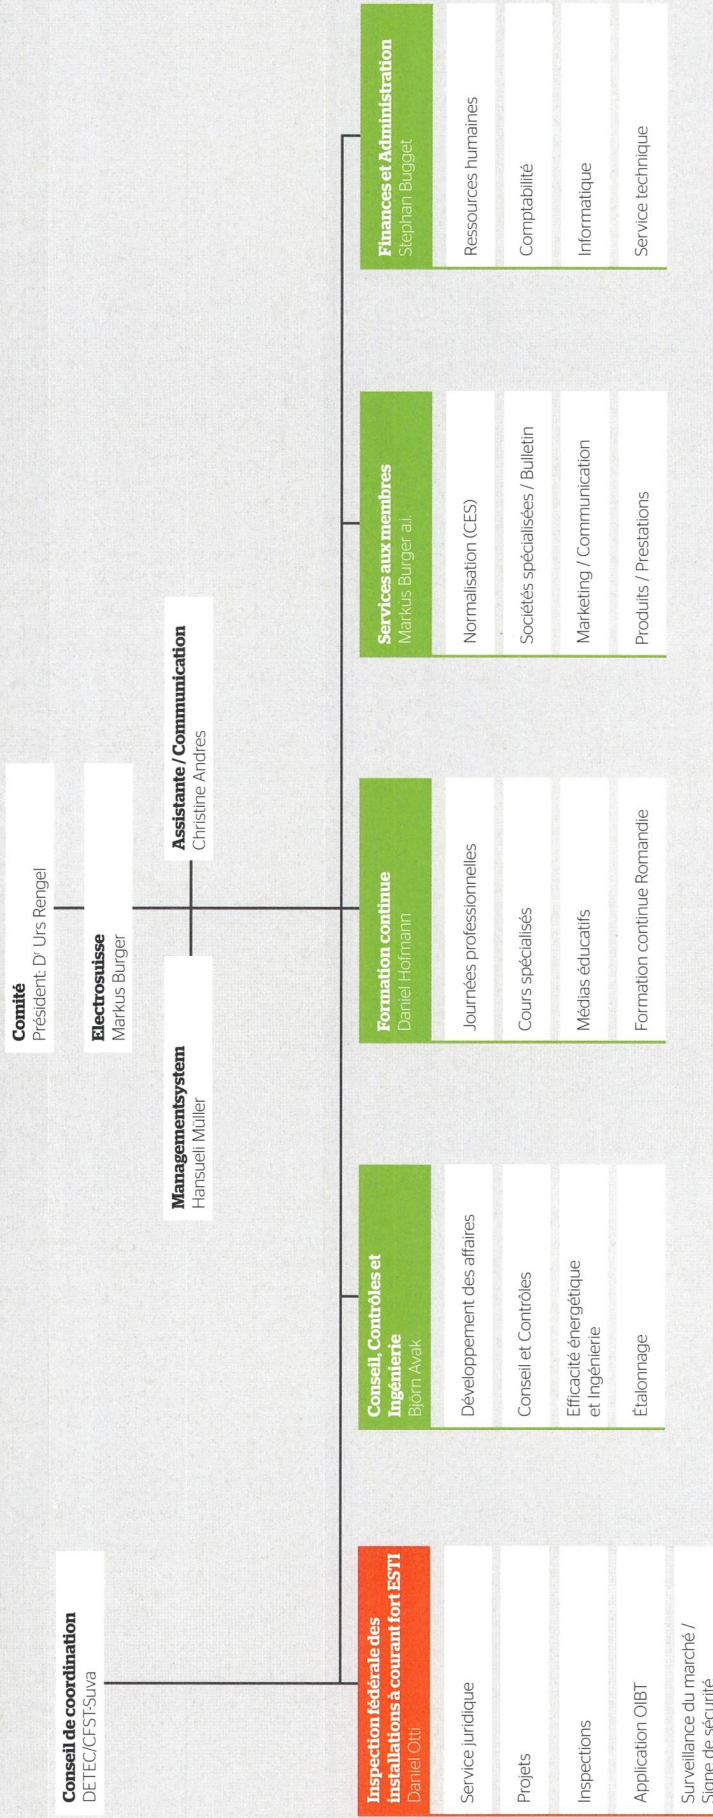 Comité
Président: Dr Urs Rengel
Electrosuisse
Markus Burger
Conseil de coordination
DETEC/CFST-Suva
Managementsystem
Hansueli Müller
Assistante / Communication
Christine Andres
Inspection fédérale des
installations à courant fort ESTI
Daniel Otti
Service juridique
Projets
Inspections
Application OIBT
Surveillance du marché /
Signe de sécurité
Conseil, Contrôles et
Ingénierie
Björn Avak
Développement des affaires
Conseil et Contrôles
Efficacité énergétique
et Ingénierie
Étalonnage
Formation continue
Daniel Hofmann
Journées professionnelles
Cours spécialisés
Médias éducatifs
Formation continue Romandie
Services aux membres
Markus Burger a.i.
Normalisation (CES)
Sociétés spécialisées / Bulletin
Marketing / Communication
Produits / Prestations
Finances et Administration
Stephan Bugget
Ressources humaines
Comptabilité
Informatique
Service technique